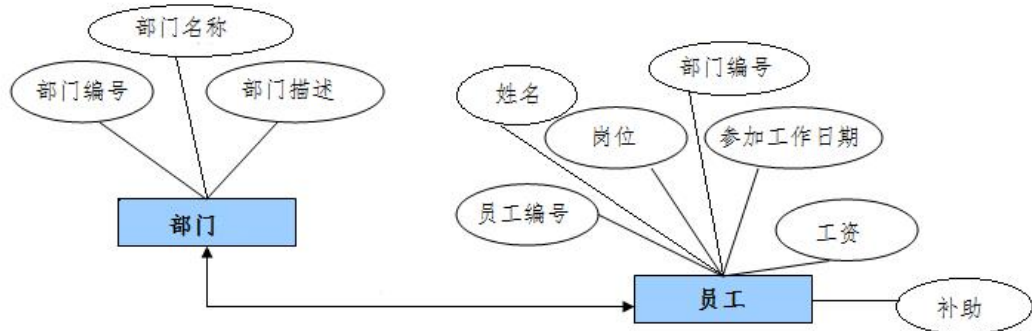 部门名称
部门编号
部门描述
部门
姓名
部门编号
岗位
参加工作日期
员工编号
工资
员工
补助